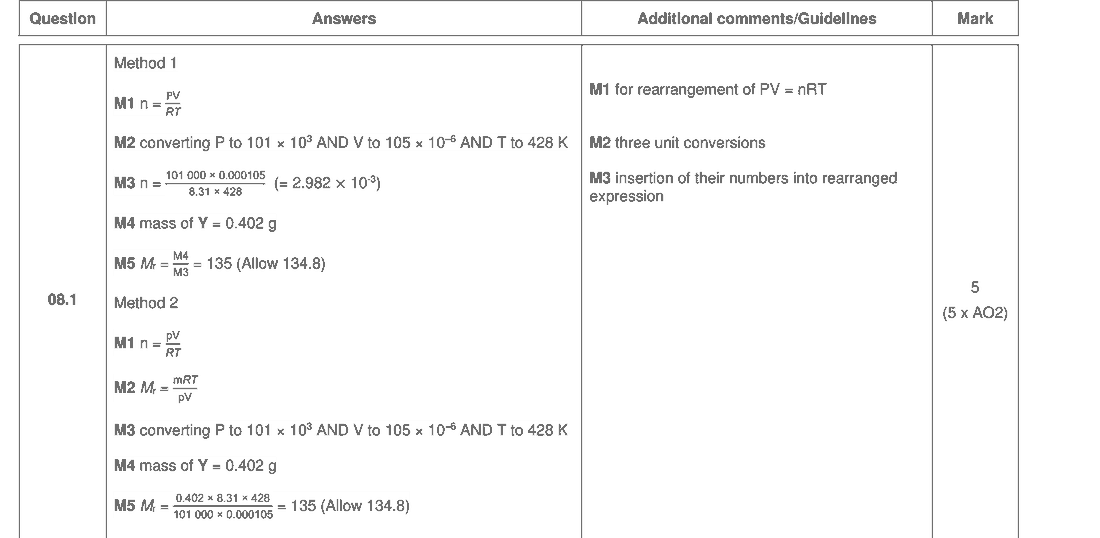 Question Answers Additional comments/Guidelines Mark
Method 1
M1 n = PV/RT
M1 for rearrangement of PV = nRT
M2 converting P to 101 × 10³ AND V to 105 × 10⁻⁶ AND T to 428 K
M2 three unit conversions
M3 n = 101 000 × 0.000105/8.31 × 428 (= 2.982 × 10⁻³)
M3 insertion of their numbers into rearranged
expression
M4 mass of Y = 0.402 g
M5 Mr = M4/M3 = 135 (Allow 134.8)
08.1
Method 2
5
(5 x AO2)
M1 n = pV/RT
M2 Mr = mRT/pV
M3 converting P to 101 × 10³ AND V to 105 × 10⁻⁶ AND T to 428 K
M4 mass of Y = 0.402 g
M5 Mr = 0.402 × 8.31 × 428/101 000 × 0.000105 = 135 (Allow 134.8)